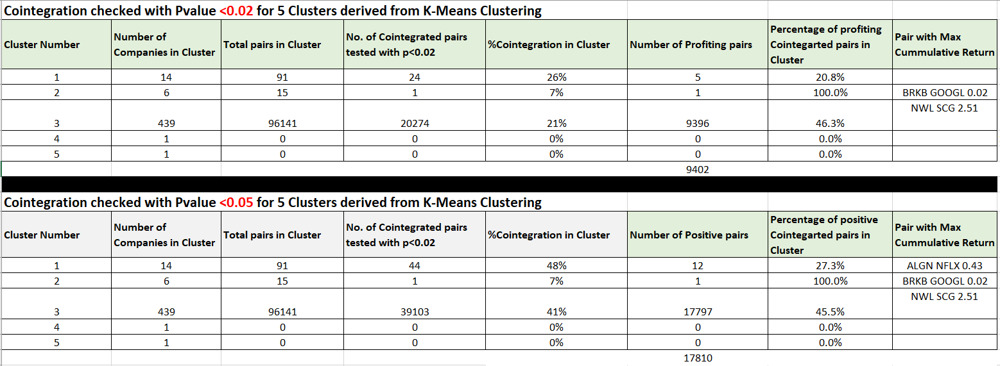 Cointegration checked with Pvalue <0.02 for 5 Clusters derived from K-Means Clustering
Cluster Number
Number of
Companies in Cluster
Total pairs in Cluster
No. of Cointegrated pairs
tested with p<0.02
%Cointegration in Cluster
Number of Profiting pairs
Percentage of profiting
Cointegarted pairs in
Cluster
Pair with Max
Cummulative Return
1 14 91 24 26% 5 20.8%
2 6 15 1 7% 1 100.0% BRKB GOOGL 0.02
NWL SCG 2.51
3 439 96141 20274 21% 9396 46.3%
4 1 0 0 0% 0 0.0%
5 1 0 0 0% 0 0.0%
9402
Cointegration checked with Pvalue <0.05 for 5 Clusters derived from K-Means Clustering
Cluster Number
Number of
Companies in Cluster
Total pairs in Cluster
No. of Cointegrated pairs
tested with p<0.02
%Cointegration in Cluster
Number of Positive pairs
Percentage of positive
Cointegarted pairs in
Cluster
Pair with Max
Cummulative Return
1 14 91 44 48% 12 27.3% ALGN NFLX 0.43
2 6 15 1 7% 1 100.0% BRKB GOOGL 0.02
NWL SCG 2.51
3 439 96141 39103 41% 17797 45.5%
4 1 0 0 0% 0 0.0%
5 1 0 0 0% 0 0.0%
17810